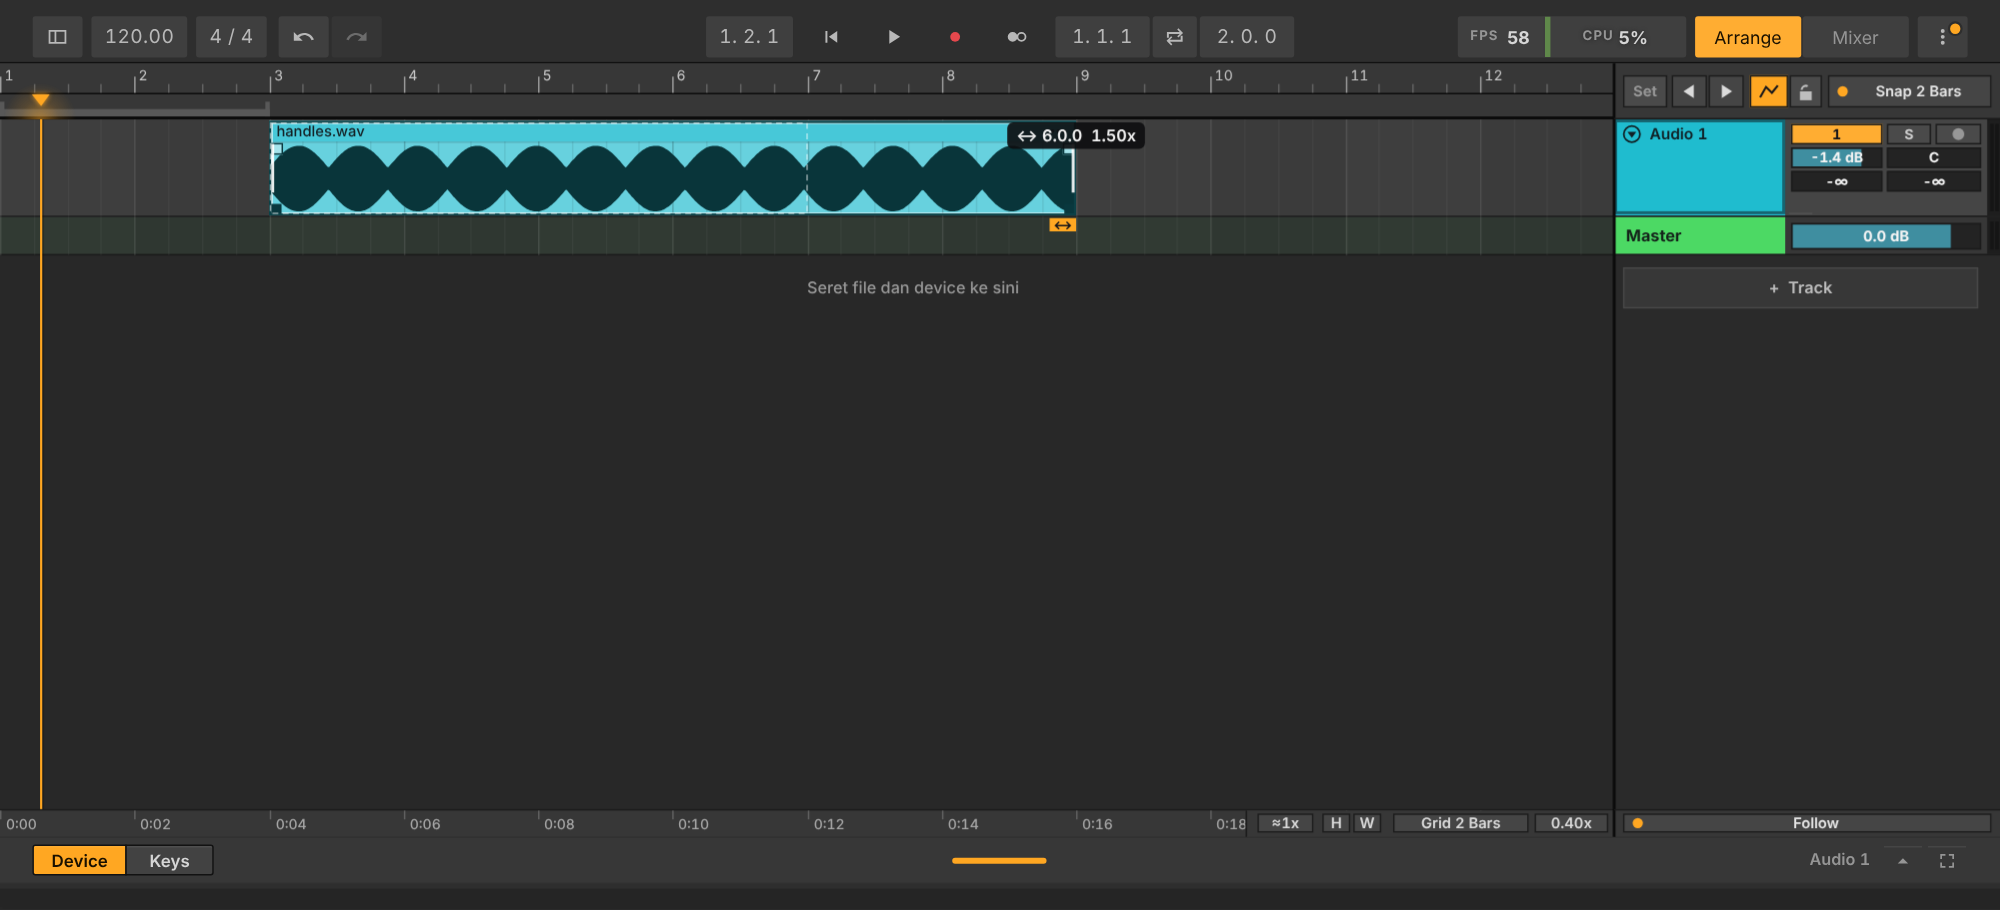 120.00 4 / 4 1. 2. 1 1. 1. 1 2. 0. 0 FPS 58 CPU 5% Arrange Mixer
1 2 3 4 5 6 7 8 9 10 11 12
Set Snap 2 Bars
handles.wav
6.0.0 1.50x
Audio 1 1 S
-1.4 dB C
-∞ -∞
Master 0.0 dB
Seret file dan device ke sini
+ Track
0:00 0:02 0:04 0:06 0:08 0:10 0:12 0:14 0:16 0:18 ≈1x H W Grid 2 Bars 0.40x Follow
Device Keys Audio 1